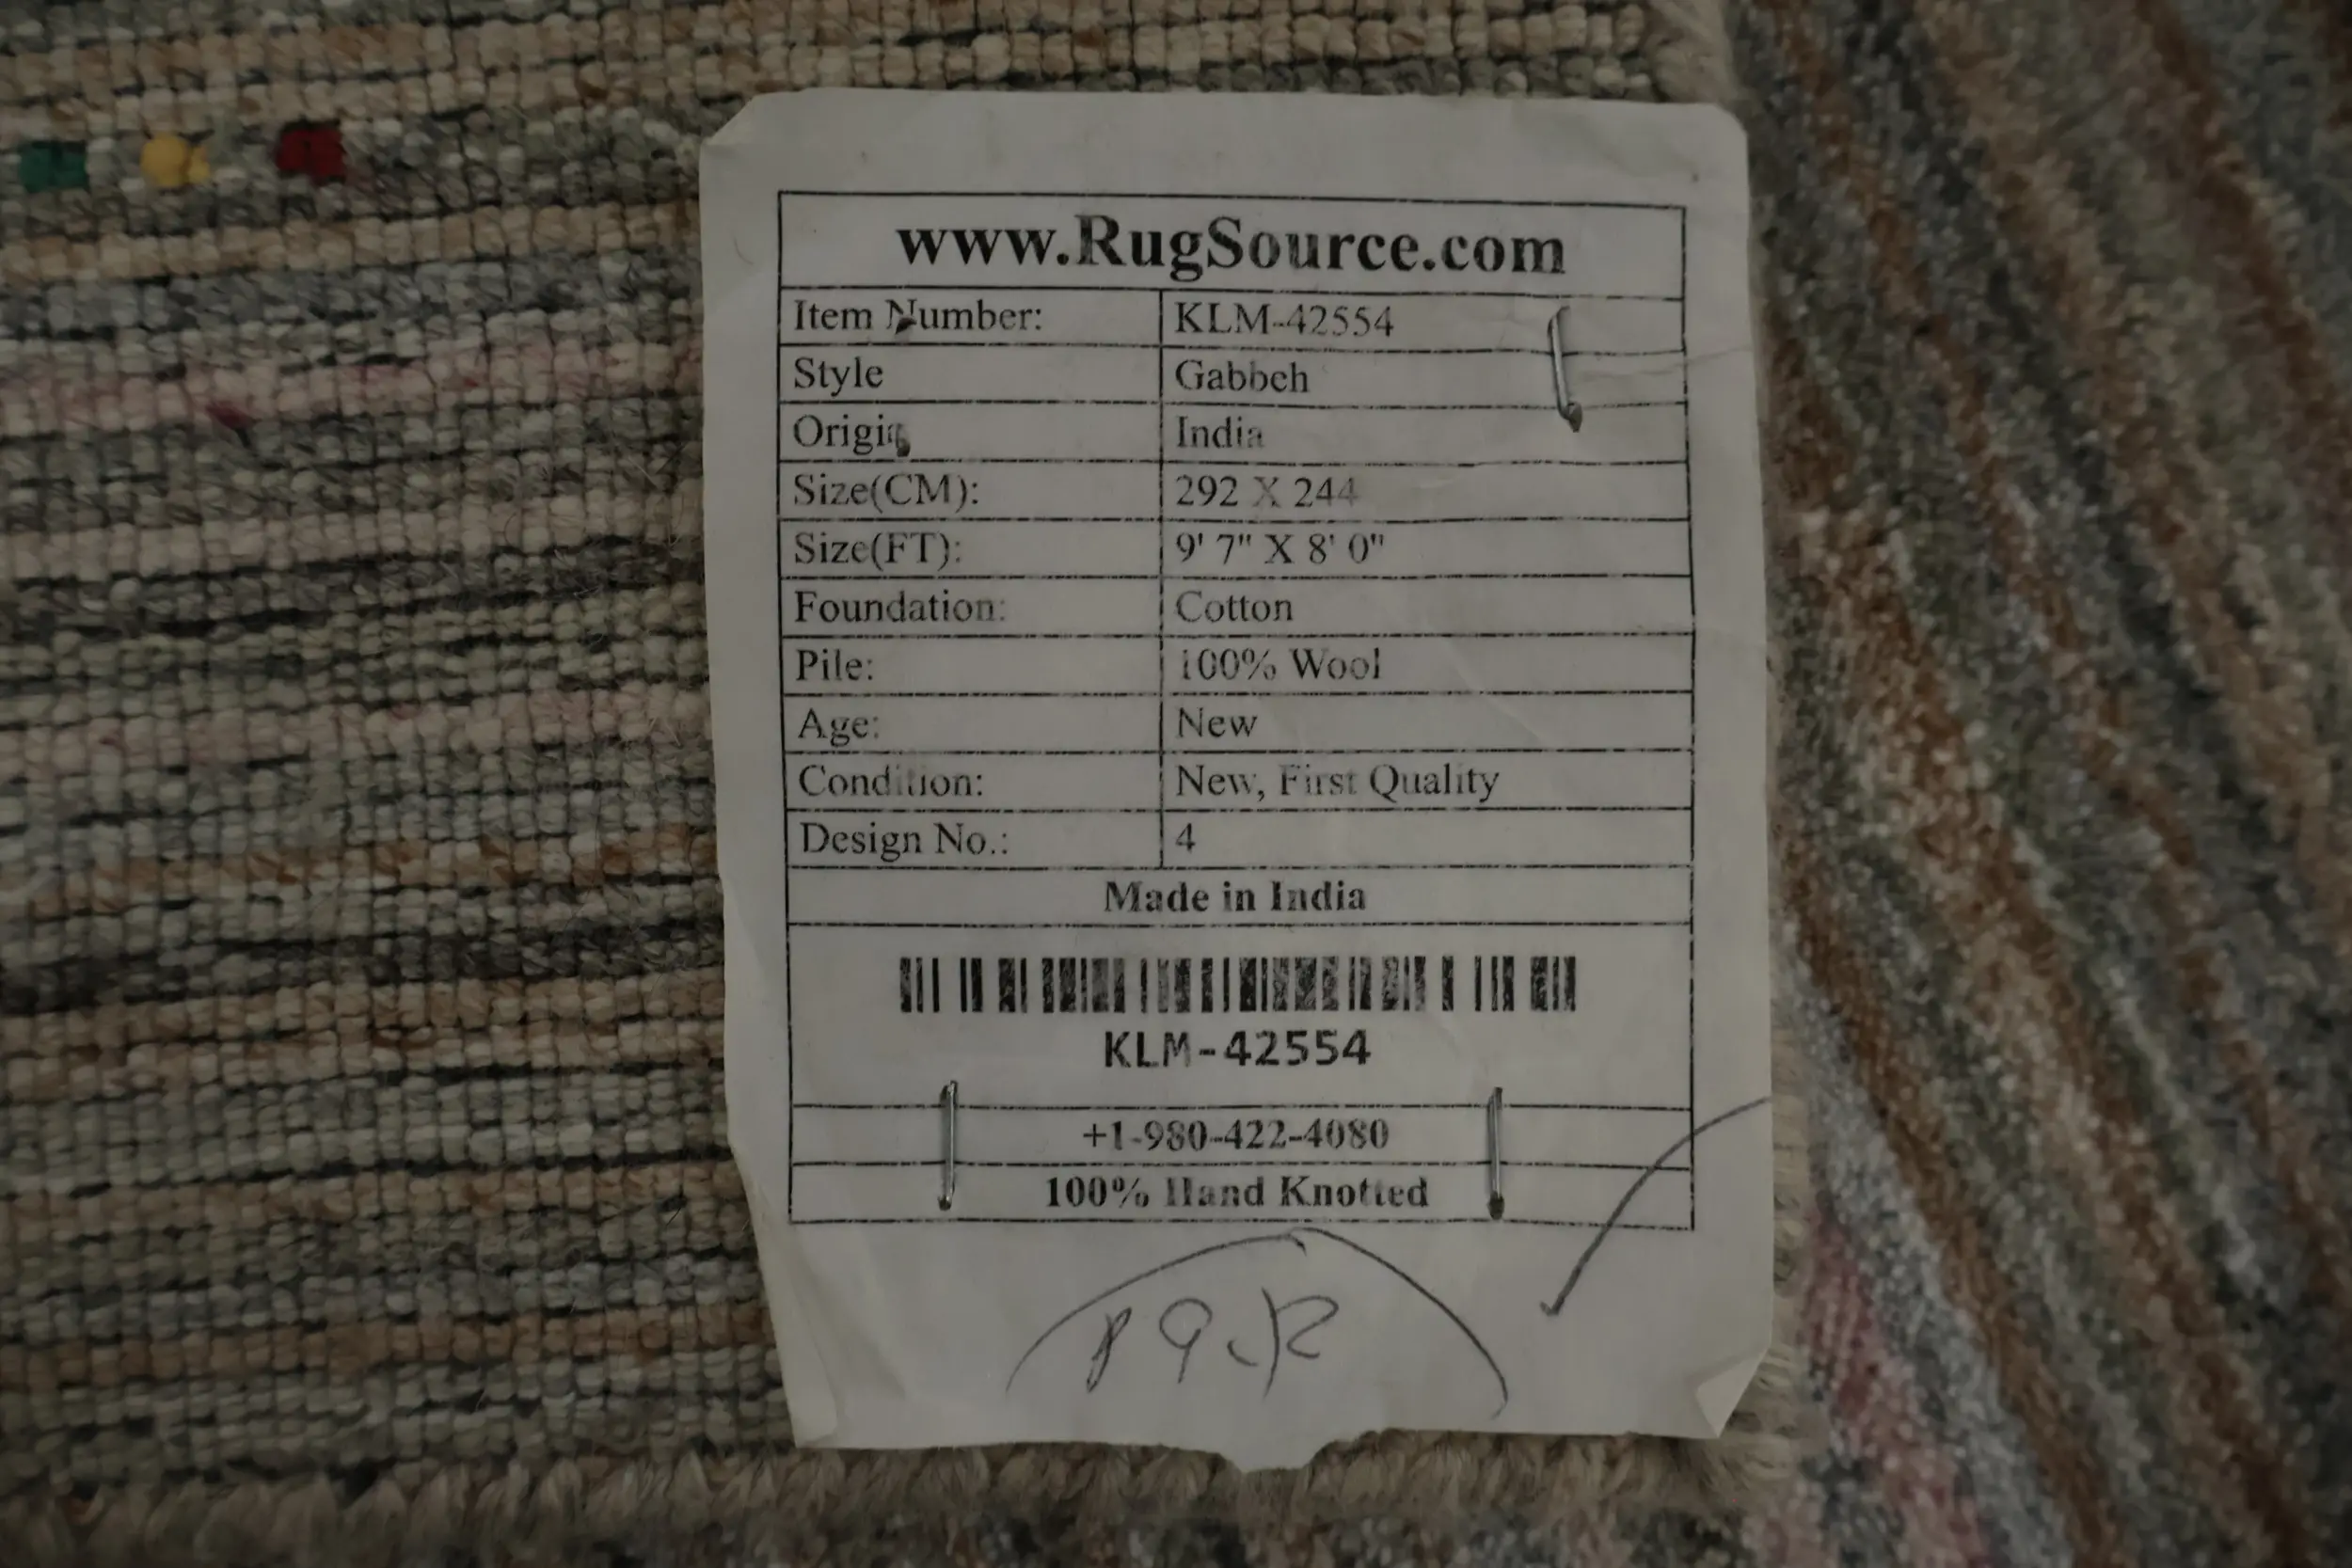 www.RugSource.com
Item Number: KLM-42554
Style Gabbeh
Origin India
Size(CM): 292 X 244
Size(FT): 9' 7" X 8' 0"
Foundation: Cotton
Pile: 100% Wool
Age: New
Condition: New, First Quality
Design No.: 4
Made in India
KLM-42554
+1-980-422-4080
100% Hand Knotted